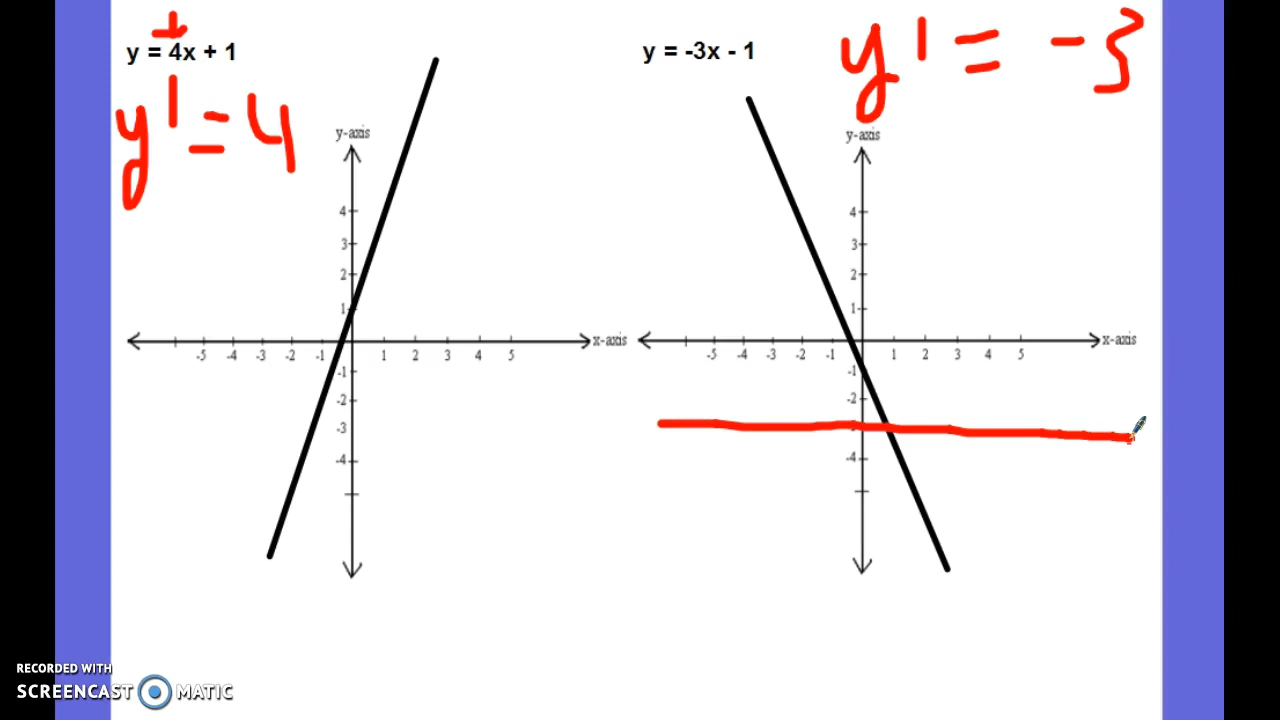 y = 4x + 1
y' = 4
y-axis
4
3
2
1
-5 -4 -3 -2 -1 1 2 3 4 5 x-axis
-1
-2
-3
-4
y = -3x - 1
y' = -3
y-axis
4
3
2
1
-5 -4 -3 -2 -1 1 2 3 4 5 x-axis
-1
-2
-4
RECORDED WITH
SCREENCAST MATIC